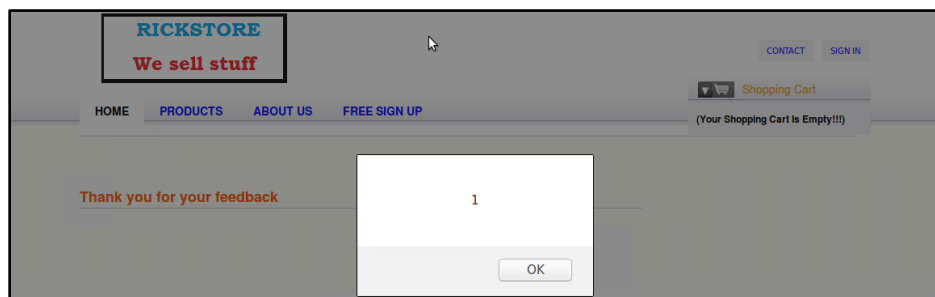 RICKSTORE
We sell stuff
CONTACT SIGN IN
Shopping Cart
HOME PRODUCTS ABOUT US FREE SIGN UP
(Your Shopping Cart Is Empty!!!)
Thank you for your feedback
1
OK